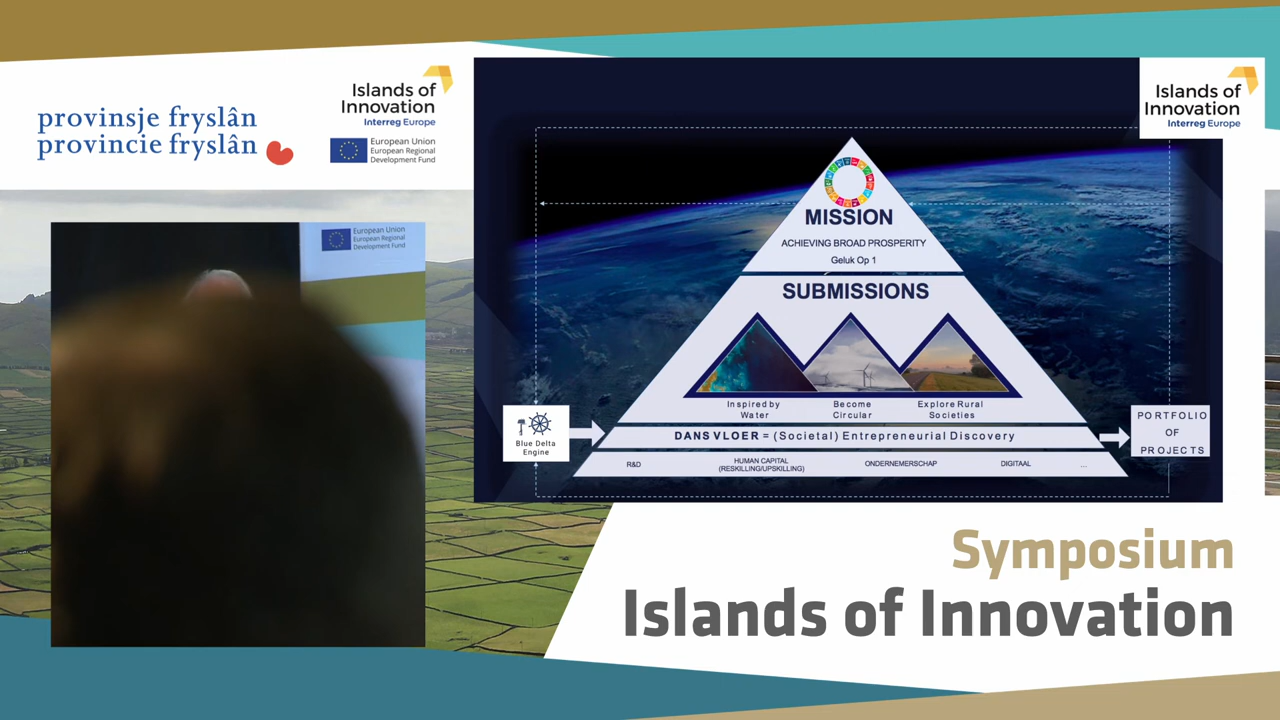 provinsje fryslân
provincie fryslân
Islands of
Innovation
Interreg Europe
European Union
European Regional
Development Fund
European Union
European Regional
Development Fund
Islands of
Innovation
Interreg Europe
MISSION
ACHIEVING BROAD PROSPERITY
Geluk Op 1
SUBMISSIONS
Inspired by
Water
Become
Circular
Explore Rural
Societies
Blue Delta
Engine
DANSVLOER = (Societal) Entrepreneurial Discovery
PORTFOLIO
OF
PROJECTS
R&D
HUMAN CAPITAL
(RESKILLING/UPSKILLING)
ONDERNEMERSCHAP
DIGITAAL
...
Symposium
Islands of Innovation